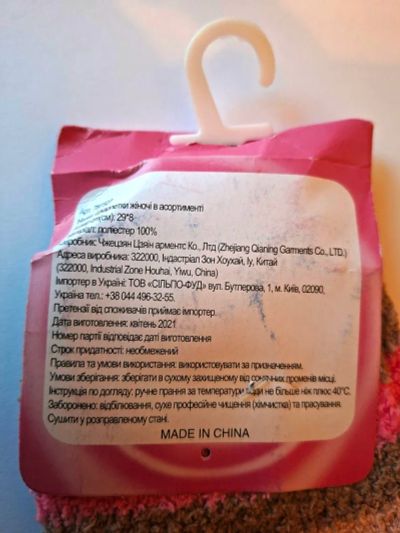 жіночі в асортименті
29*8
поліестер 100%
Чжецзян Цзяїн арментс Ко., Лтд (Zhejiang Qianing Garments Co., LTD.)
Адреса виробника: 322000, Індастріал Зон Хоухай, Іу, Китай
(322000, Industrial Zone Houhai, Yiwu, China)
Імпортер в Україні: ТОВ «СІЛЬПО-ФУД» вул. Бутлерова, 1, м. Київ, 02090,
Україна тел.: +38 044 496-32-55.
Претензії від споживачів приймає імпортер.
Дата виготовлення: квітень 2021
Номер партії відповідає даті виготовлення
Строк придатності: необмежений
Правила та умови використання: використовувати за призначенням.
Умови зберігання: зберігати в сухому захищеному від сонячних променів місці.
Інструкція по догляду: ручне прання за температури води не більше ніж плюс 40°С.
Заборонено: відбілювання, сухе професійне чищення (хімчистка) та прасування.
Сушити у розправленому стані.
MADE IN CHINA